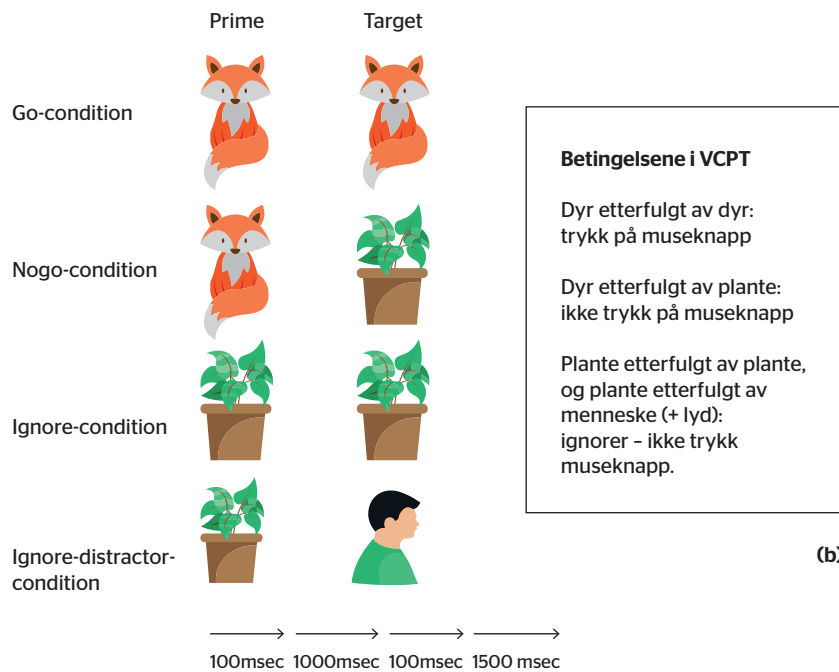 Prime Target
Go-condition
Nogo-condition
Ignore-condition
Ignore-distractor-
condition
100msec 1000msec 100msec 1500 msec
Betingelsene i VCPT
Dyr etterfulgt av dyr:
trykk på museknapp
Dyr etterfulgt av plante:
ikke trykk på museknapp
Plante etterfulgt av plante,
og plante etterfulgt av
menneske (+ lyd):
ignorer – ikke trykk
museknapp.
(b)